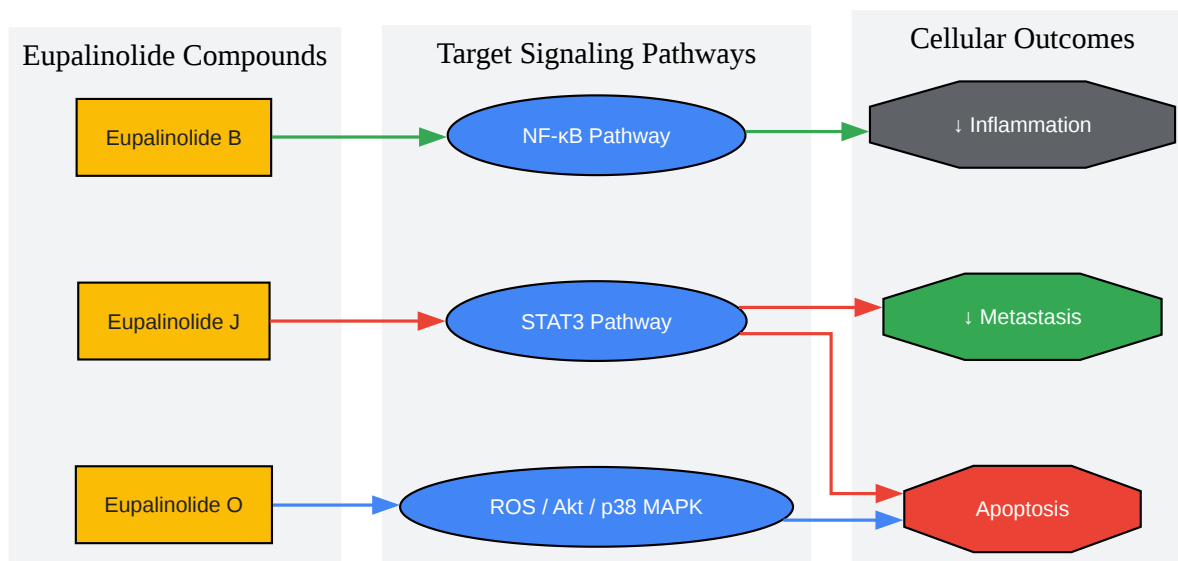 Eupalinolide Compounds
Target Signaling Pathways
Cellular Outcomes
Eupalinolide B
NF-κB Pathway
↓ Inflammation
Eupalinolide J
STAT3 Pathway
↓ Metastasis
Eupalinolide O
ROS / Akt / p38 MAPK
Apoptosis